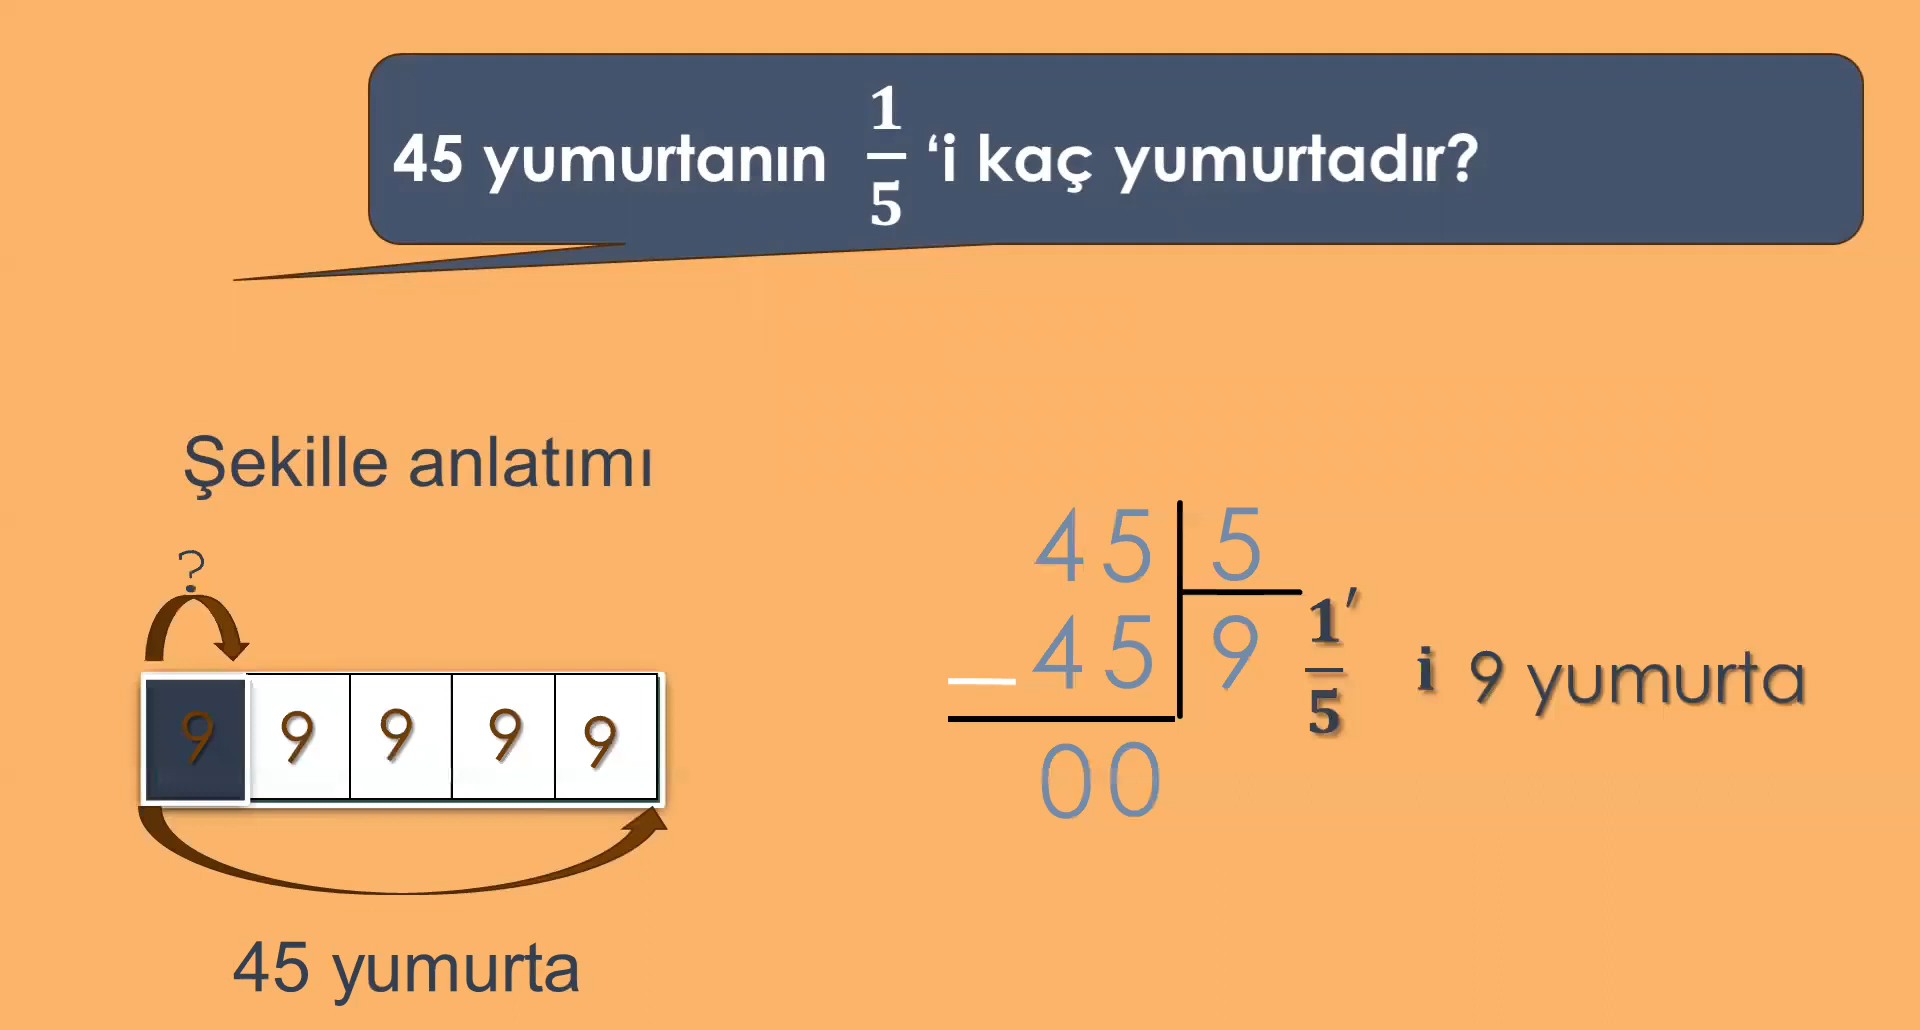 45 yumurtanın 1/5 ‘i kaç yumurtadır?
Şekille anlatımı
?
9 9 9 9 9
45 yumurta
45 5
_ 45 9
00
1/5 ′ i 9 yumurta